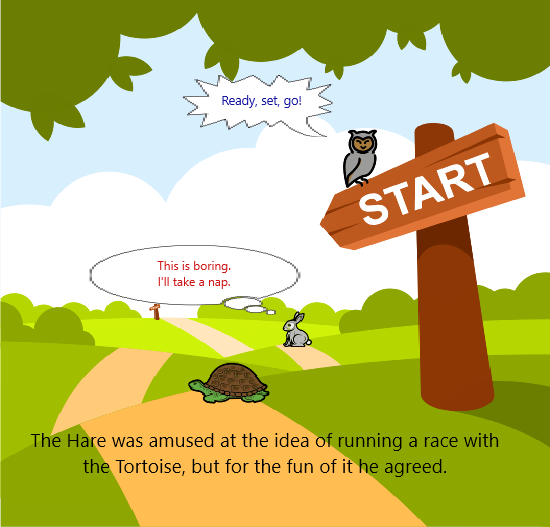 Ready, set, go!
START
This is boring.
I'll take a nap.
The Hare was amused at the idea of running a race with
the Tortoise, but for the fun of it he agreed.